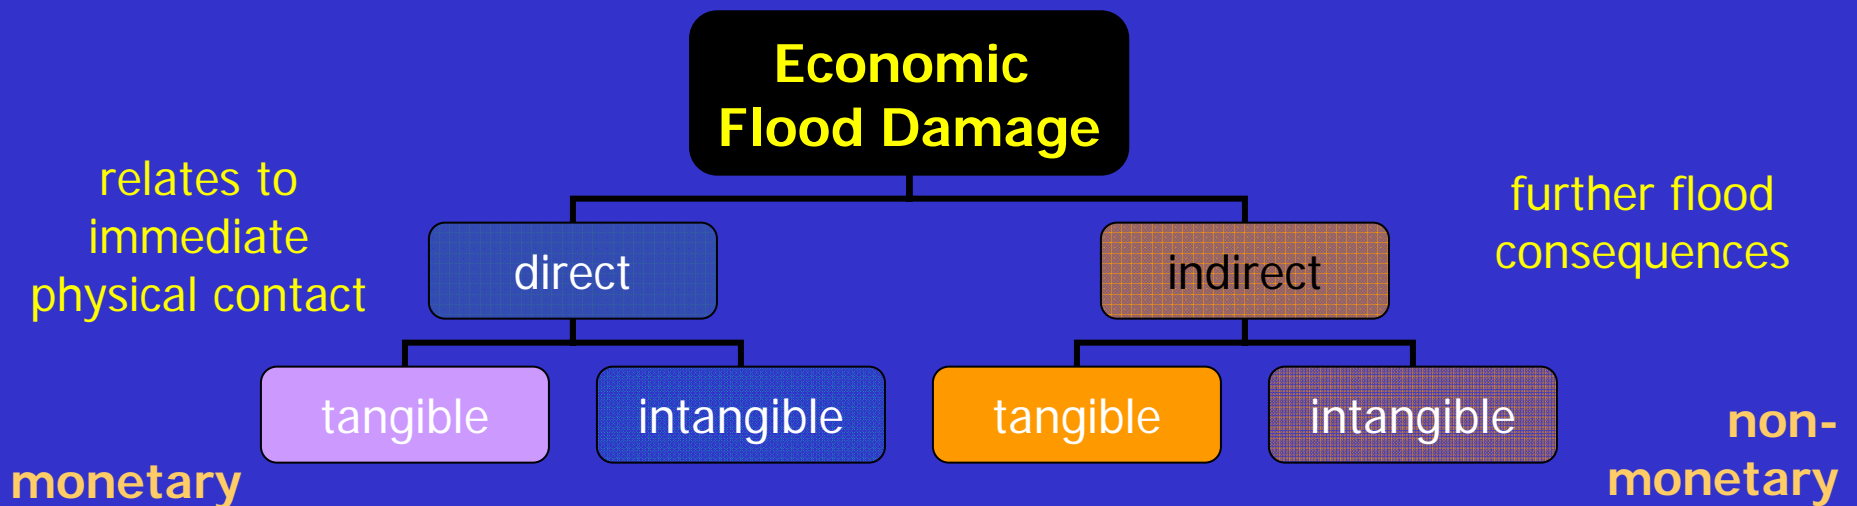 Economic
Flood Damage
relates to
immediate
physical contact
further flood
consequences
direct
indirect
tangible
intangible
tangible
intangible
monetary
non-
monetary